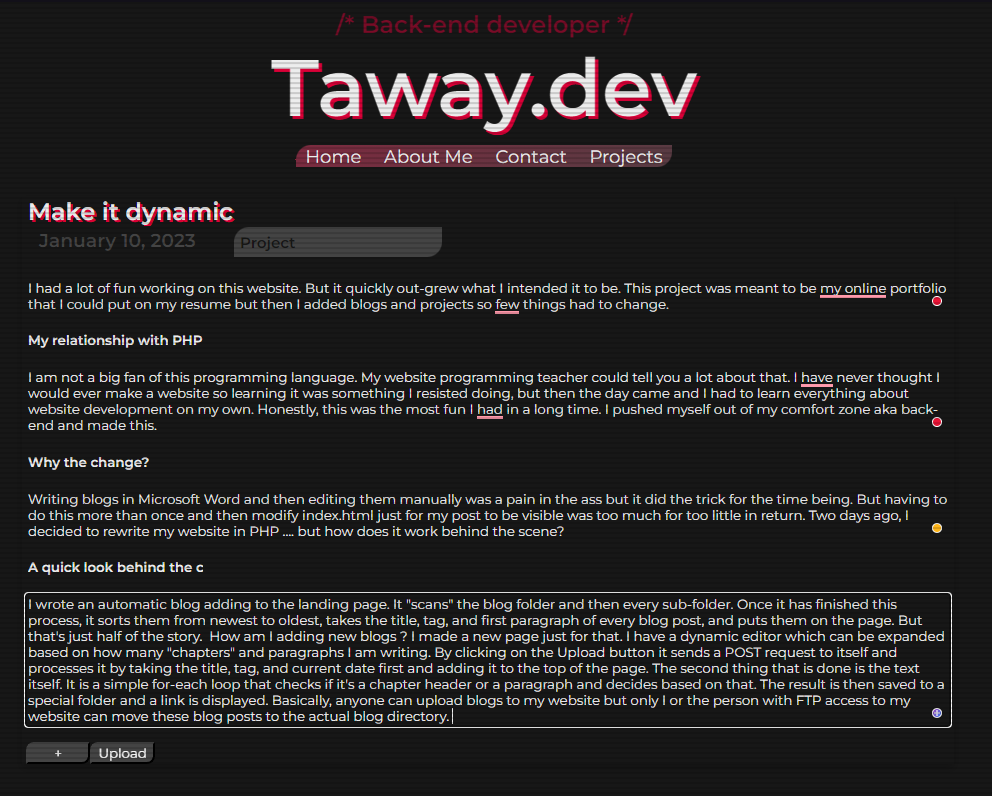 /* Back-end developer */
Taway.dev
Home About Me Contact Projects
Make it dynamic
January 10, 2023 Project
I had a lot of fun working on this website. But it quickly out-grew what I intended it to be. This project was meant to be my online portfolio
that I could put on my resume but then I added blogs and projects so few things had to change.
My relationship with PHP
I am not a big fan of this programming language. My website programming teacher could tell you a lot about that. I have never thought I
would ever make a website so learning it was something I resisted doing, but then the day came and I had to learn everything about
website development on my own. Honestly, this was the most fun I had in a long time. I pushed myself out of my comfort zone aka back-
end and made this.
Why the change?
Writing blogs in Microsoft Word and then editing them manually was a pain in the ass but it did the trick for the time being. But having to
do this more than once and then modify index.html just for my post to be visible was too much for too little in return. Two days ago, I
decided to rewrite my website in PHP .... but how does it work behind the scene?
A quick look behind the c
I wrote an automatic blog adding to the landing page. It "scans" the blog folder and then every sub-folder. Once it has finished this
process, it sorts them from newest to oldest, takes the title, tag, and first paragraph of every blog post, and puts them on the page. But
that's just half of the story.  How am I adding new blogs ? I made a new page just for that. I have a dynamic editor which can be expanded
based on how many "chapters" and paragraphs I am writing. By clicking on the Upload button it sends a POST request to itself and
processes it by taking the title, tag, and current date first and adding it to the top of the page. The second thing that is done is the text
itself. It is a simple for-each loop that checks if it's a chapter header or a paragraph and decides based on that. The result is then saved to a
special folder and a link is displayed. Basically, anyone can upload blogs to my website but only I or the person with FTP access to my
website can move these blog posts to the actual blog directory.
+ Upload